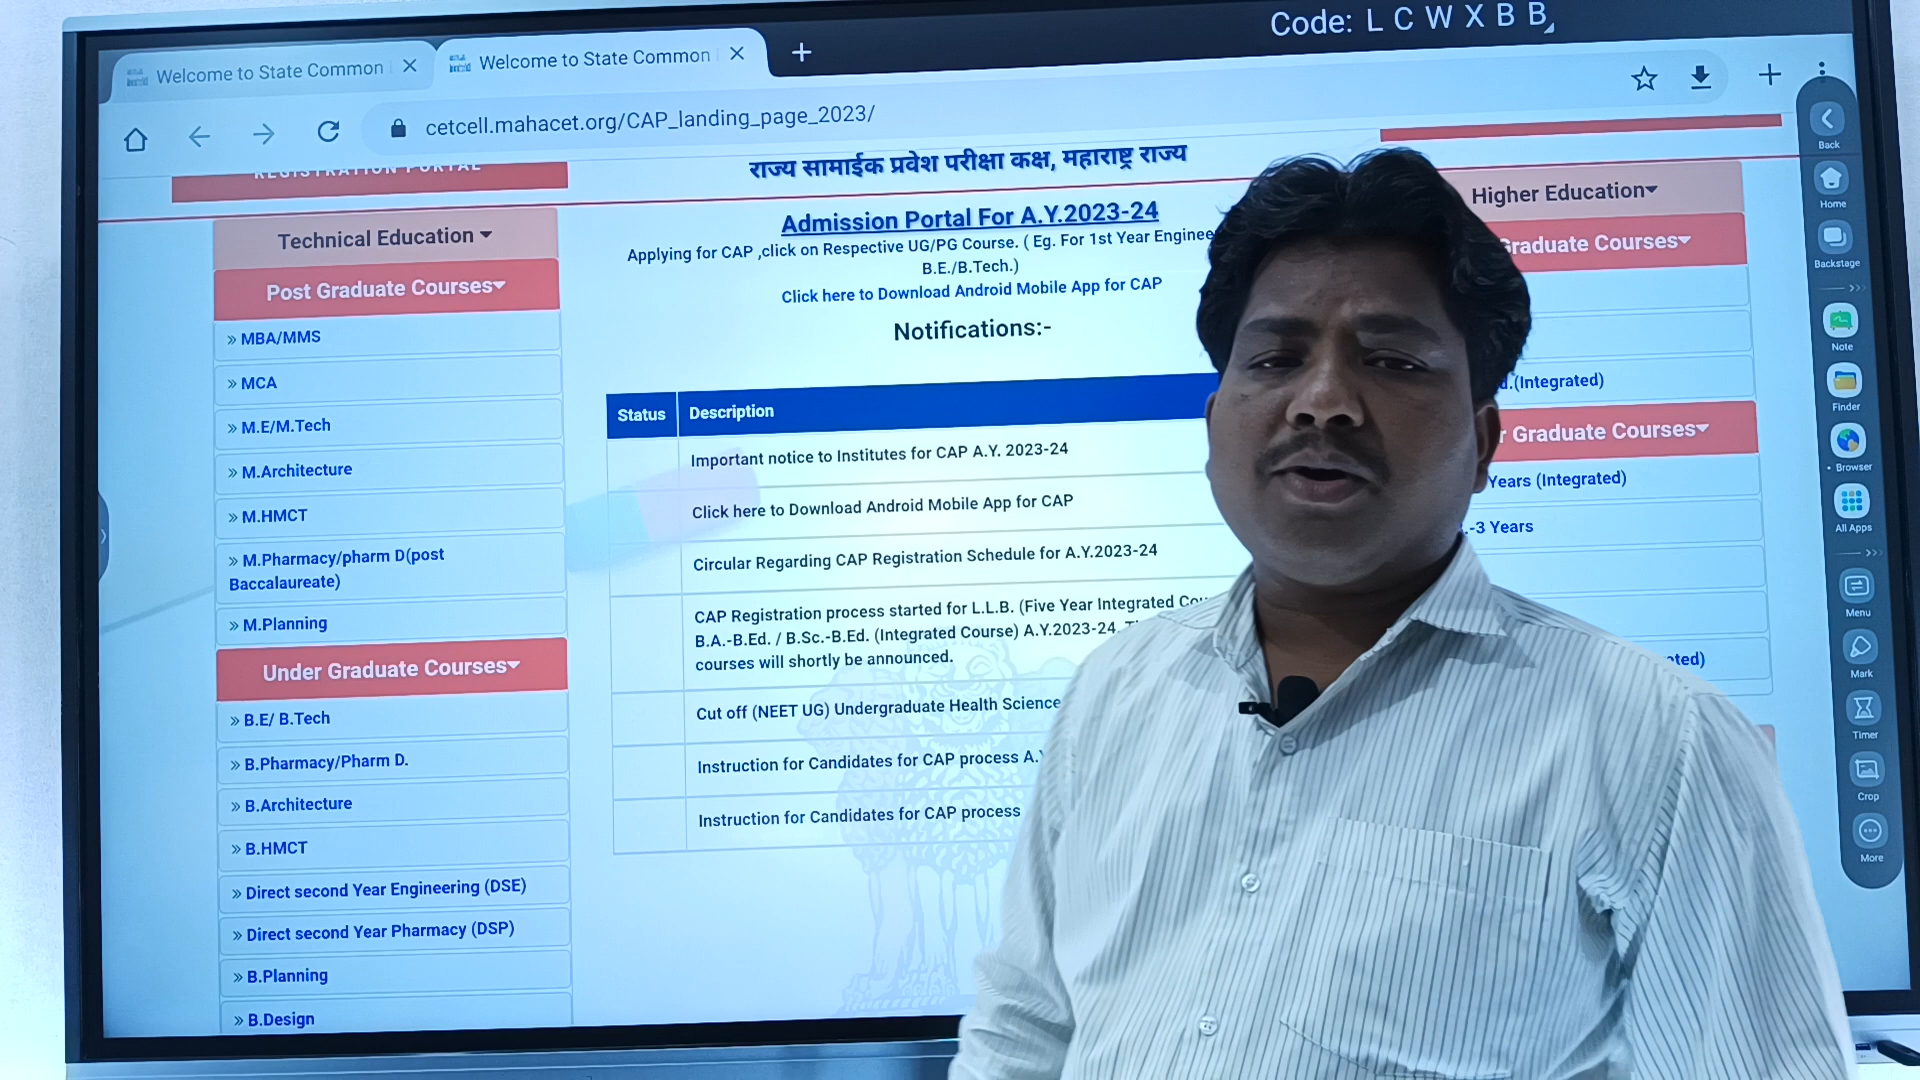 Code: L C W X B B
Welcome to State Common
Welcome to State Common
cetcell.mahacet.org/CAP_landing_page_2023/
REGISTRATION PORTAL
राज्य सामाईक प्रवेश परीक्षा कक्ष, महाराष्ट्र राज्य
Admission Portal For A.Y.2023-24
Applying for CAP ,click on Respective UG/PG Course. ( Eg. For 1st Year Enginee
B.E./B.Tech.)
Click here to Download Android Mobile App for CAP
Notifications:-
Status Description
Important notice to Institutes for CAP A.Y. 2023-24
Click here to Download Android Mobile App for CAP
Circular Regarding CAP Registration Schedule for A.Y.2023-24
CAP Registration process started for L.L.B. (Five Year Integrated
B.A.-B.Ed. / B.Sc.-B.Ed. (Integrated Course) A.Y.2023-24.
courses will shortly be announced.
Cut off (NEET UG) Undergraduate Health Science
Instruction for Candidates for CAP process A.
Instruction for Candidates for CAP process
Technical Education
Post Graduate Courses
» MBA/MMS
» MCA
» M.E/M.Tech
» M.Architecture
» M.HMCT
» M.Pharmacy/pharm D(post
Baccalaureate)
» M.Planning
Under Graduate Courses
» B.E/ B.Tech
» B.Pharmacy/Pharm D.
» B.Architecture
» B.HMCT
» Direct second Year Engineering (DSE)
» Direct second Year Pharmacy (DSP)
» B.Planning
» B.Design
Higher Education
Graduate Courses
(Integrated)
Graduate Courses
Years (Integrated)
-3 Years
Back
Home
Backstage
Note
Finder
Browser
All Apps
Menu
Mark
Timer
Crop
More